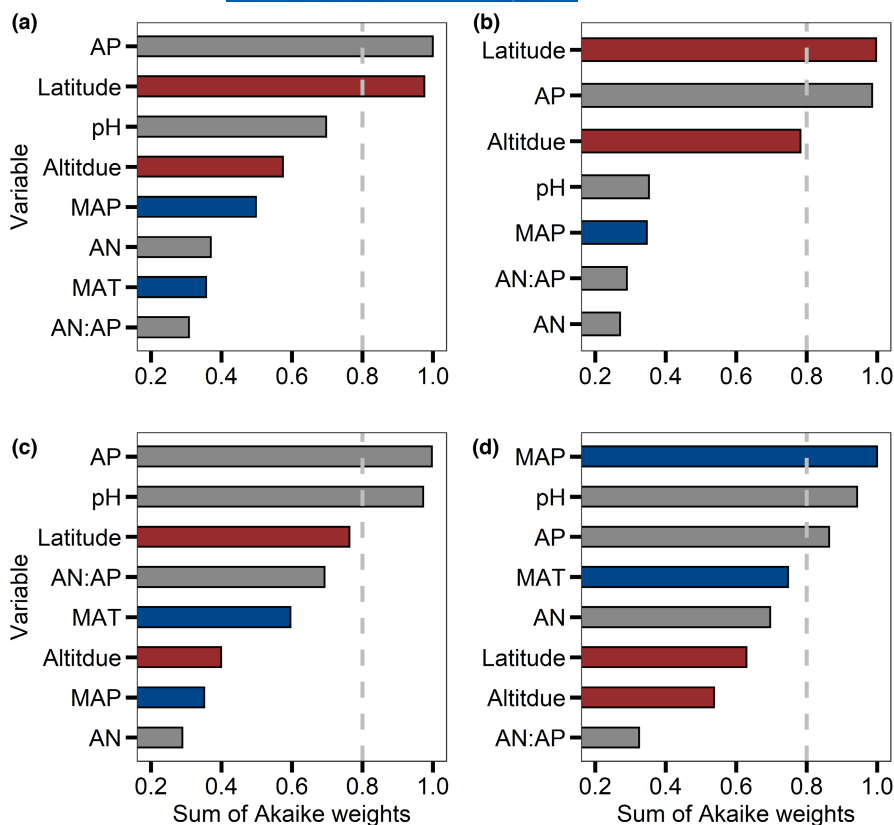 (a)
Variable
AP
Latitude
pH
Altitdue
MAP
AN
MAT
AN:AP
0.2 0.4 0.6 0.8 1.0
(b)
Latitude
AP
Altitdue
pH
MAP
AN:AP
AN
0.2 0.4 0.6 0.8 1.0
(c)
Variable
AP
pH
Latitude
AN:AP
MAT
Altitdue
MAP
AN
0.2 0.4 0.6 0.8 1.0
Sum of Akaike weights
(d)
MAP
pH
AP
MAT
AN
Latitude
Altitdue
AN:AP
0.2 0.4 0.6 0.8 1.0
Sum of Akaike weights